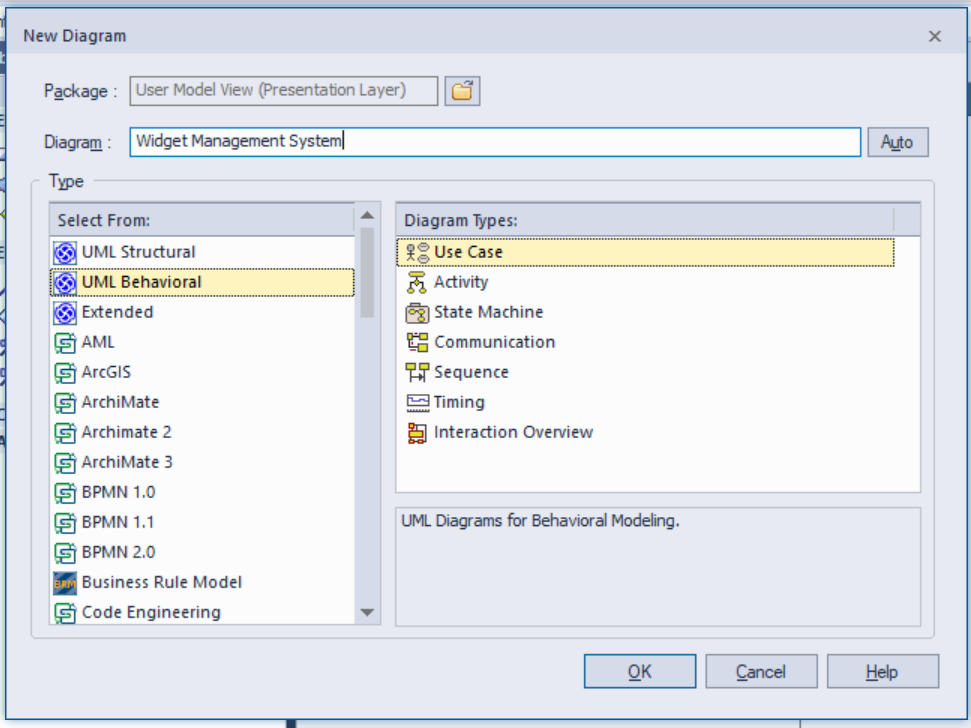 New Diagram
Package :
User Model View (Presentation Layer)
Diagram :
Widget Management System
Auto
Type
Select From:
UML Structural
UML Behavioral
Extended
AML
ArcGIS
ArchiMate
Archimate 2
ArchiMate 3
BPMN 1.0
BPMN 1.1
BPMN 2.0
BRM Business Rule Model
Code Engineering
Diagram Types:
Use Case
Activity
State Machine
Communication
Sequence
Timing
Interaction Overview
UML Diagrams for Behavioral Modeling.
OK
Cancel
Help